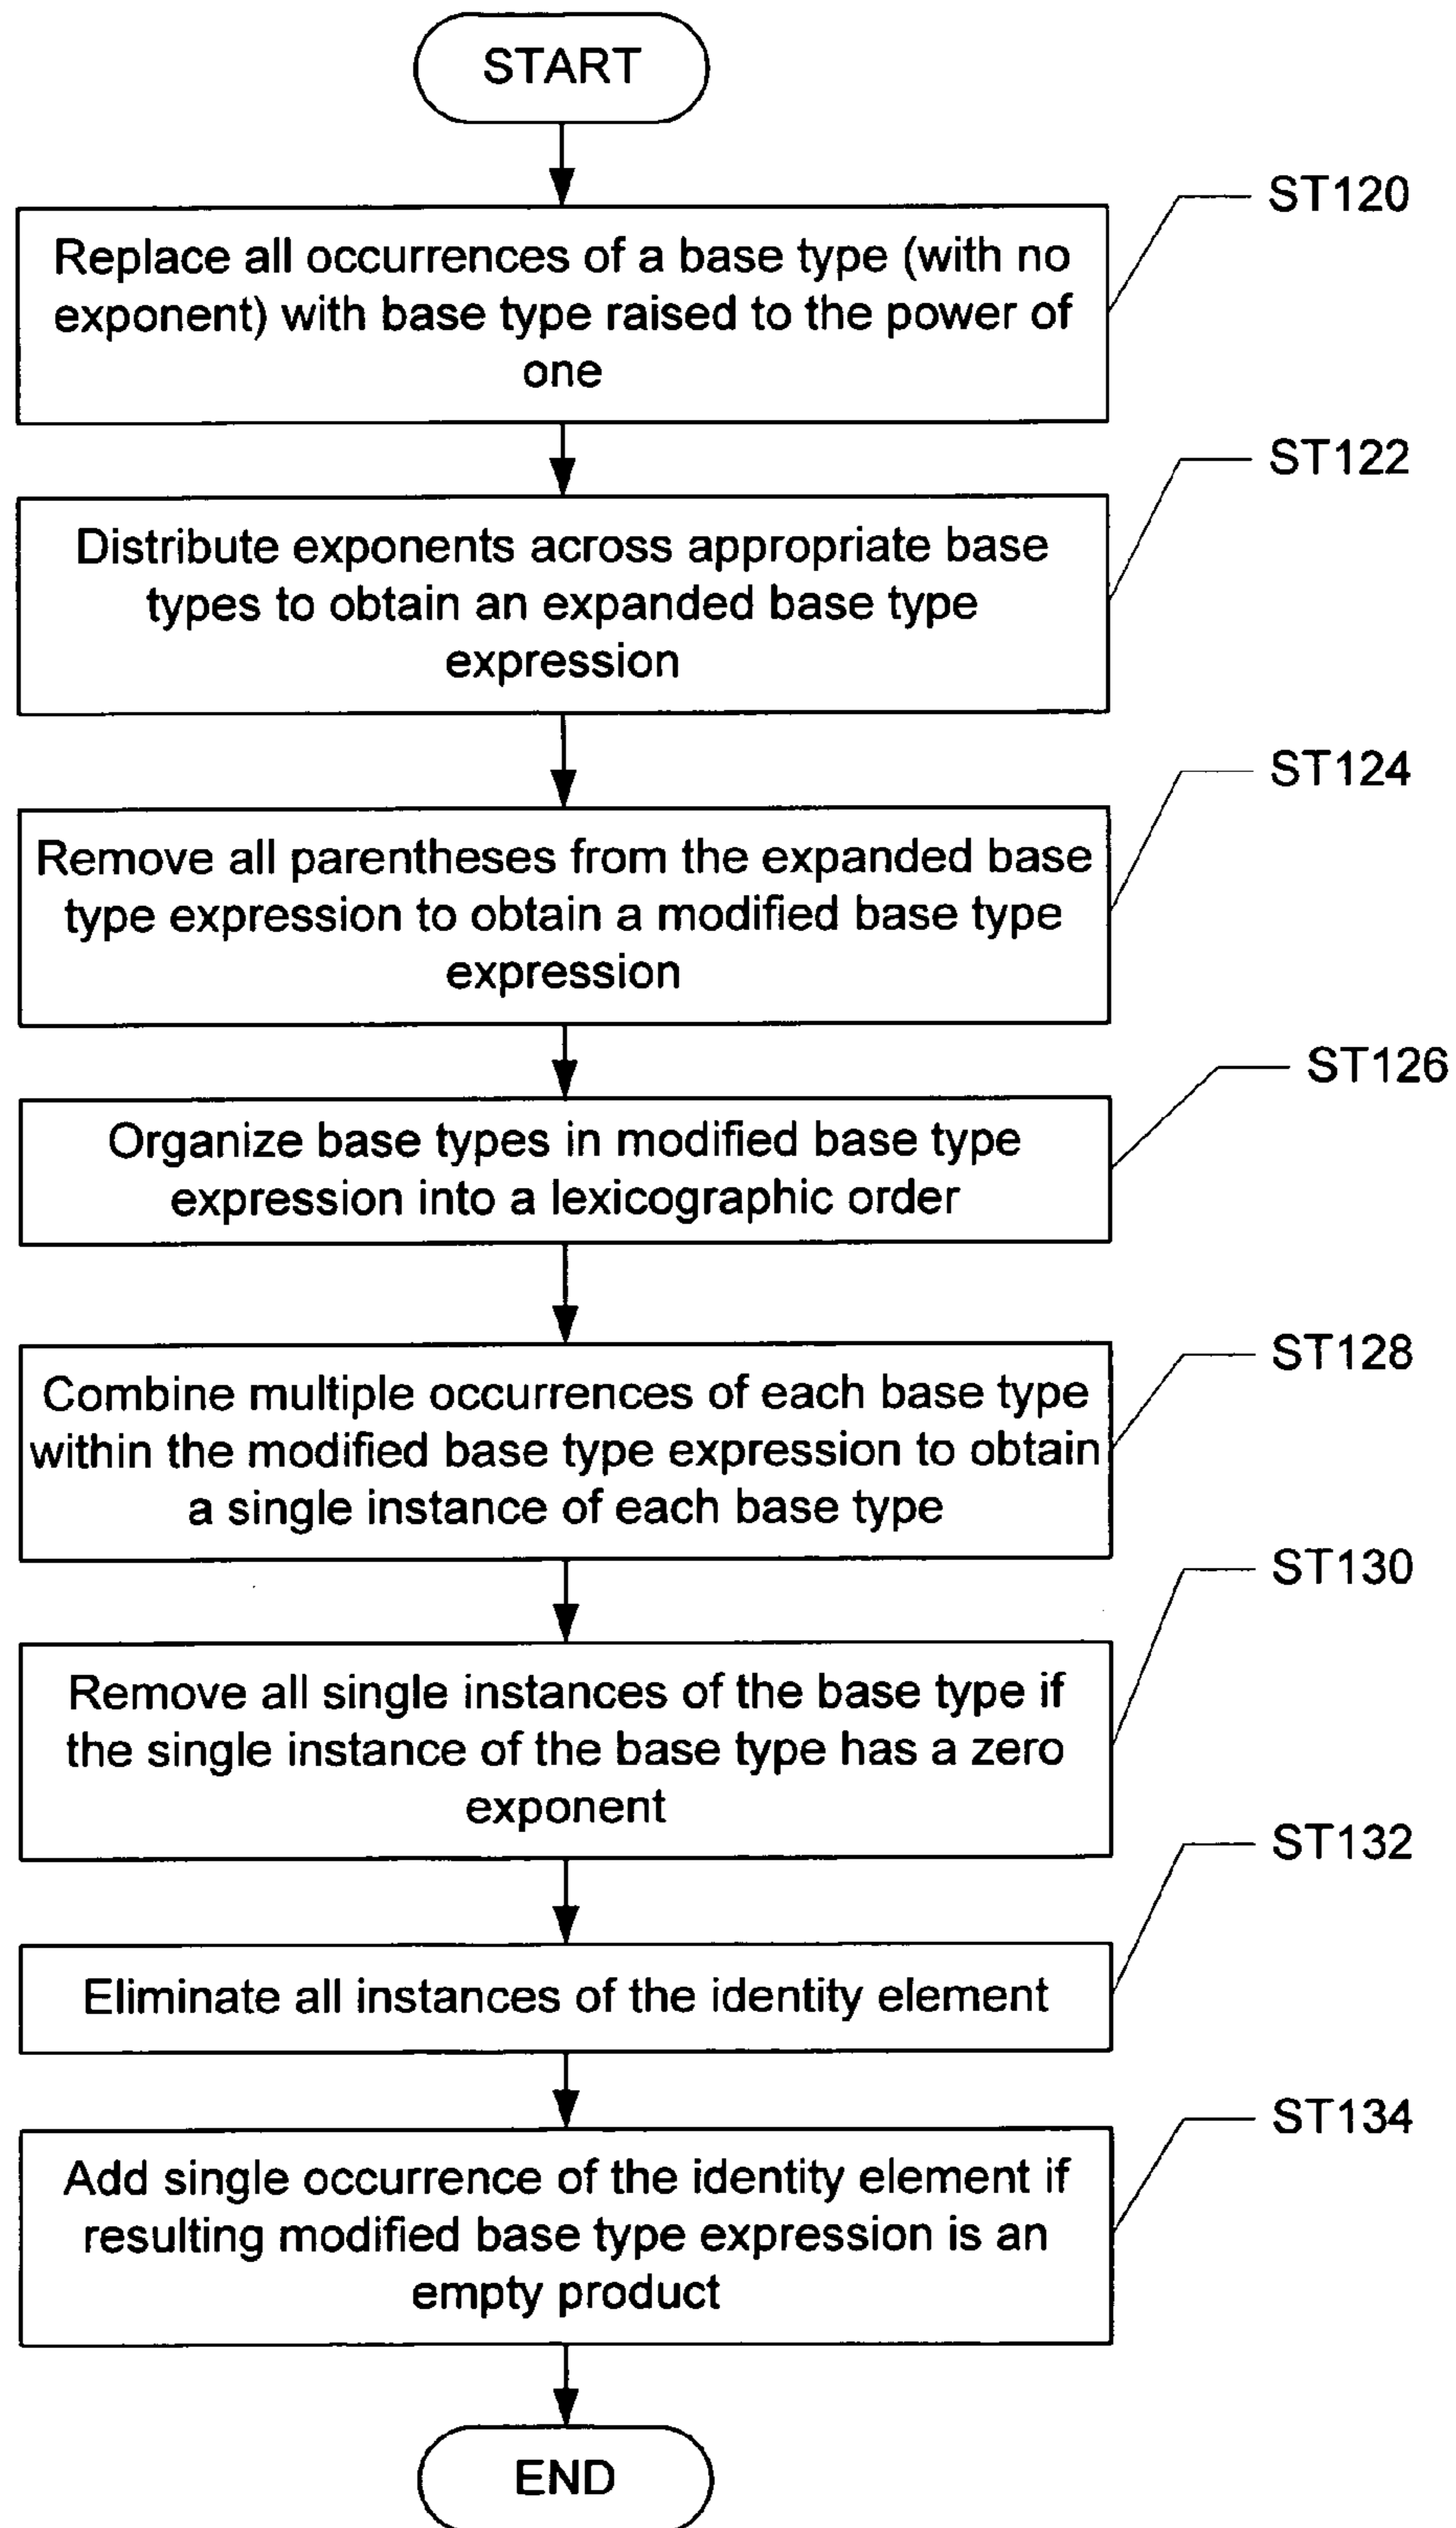 START
ST120
Replace all occurrences of a base type (with no
exponent) with base type raised to the power of
one
ST122
Distribute exponents across appropriate base
types to obtain an expanded base type
expression
ST124
Remove all parentheses from the expanded base
type expression to obtain a modified base type
expression
ST126
Organize base types in modified base type
expression into a lexicographic order
ST128
Combine multiple occurrences of each base type
within the modified base type expression to obtain
a single instance of each base type
ST130
Remove all single instances of the base type if
the single instance of the base type has a zero
exponent
ST132
Eliminate all instances of the identity element
ST134
Add single occurrence of the identity element if
resulting modified base type expression is an
empty product
END